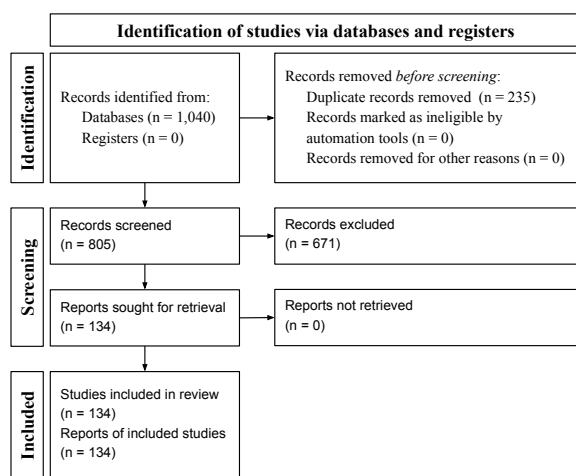 Identification of studies via databases and registers
Identification
Records identified from:
Databases (n = 1,040)
Registers (n = 0)
Records removed before screening:
Duplicate records removed (n = 235)
Records marked as ineligible by
automation tools (n = 0)
Records removed for other reasons (n = 0)
Screening
Records screened
(n = 805)
Records excluded
(n = 671)
Reports sought for retrieval
(n = 134)
Reports not retrieved
(n = 0)
Included
Studies included in review
(n = 134)
Reports of included studies
(n = 134)